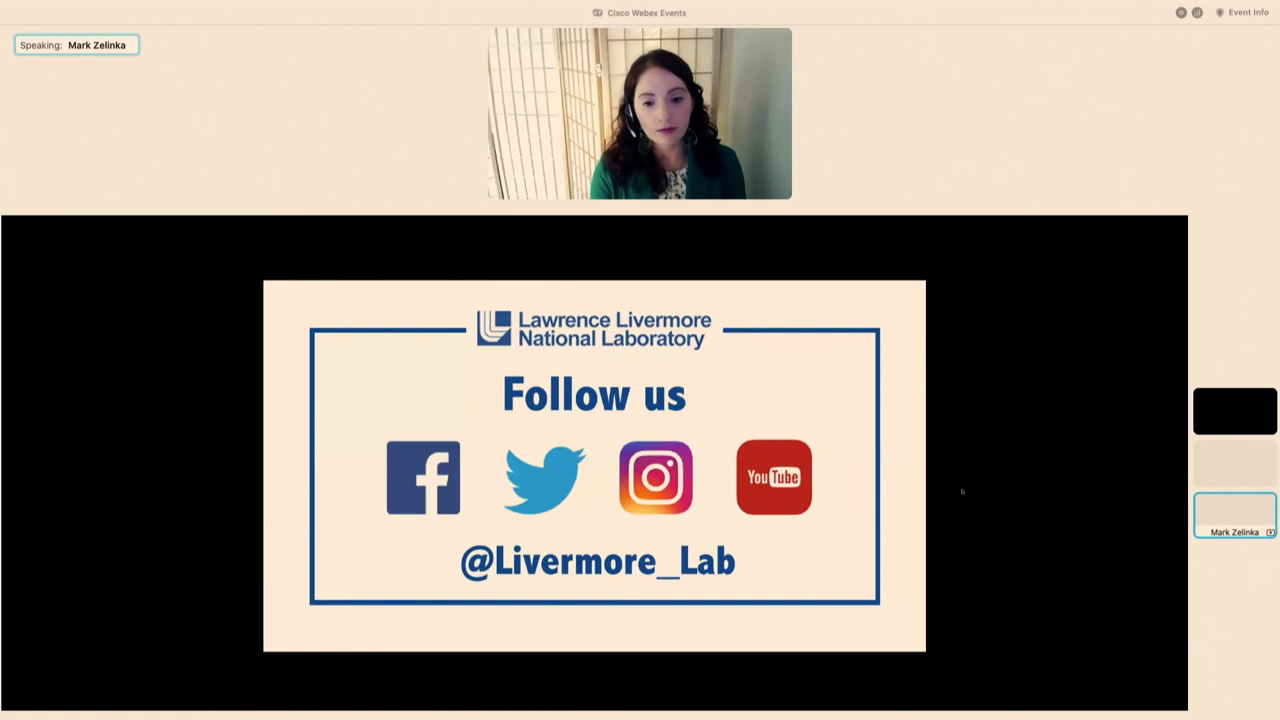 Cisco Webex Events
Event Info
Speaking: Mark Zelinka
Lawrence Livermore
National Laboratory
Follow us
f
YouTube
@Livermore_Lab
Mark Zelinka